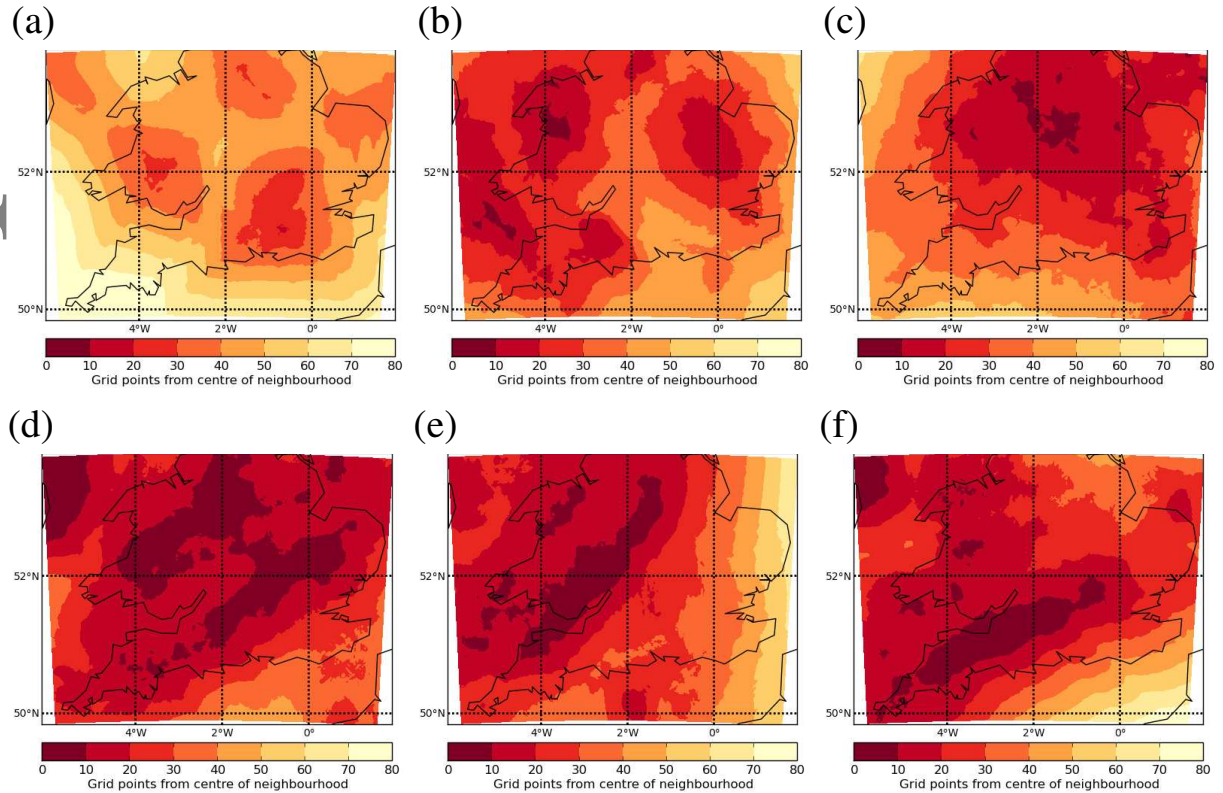 (a) (b) (c)
52°N 52°N 52°N
50°N 50°N 50°N
4°W 2°W 0° 4°W 2°W 0° 4°W 2°W 0°
0 10 20 30 40 50 60 70 80 0 10 20 30 40 50 60 70 80 0 10 20 30 40 50 60 70 80
Grid points from centre of neighbourhood Grid points from centre of neighbourhood Grid points from centre of neighbourhood
(d) (e) (f)
52°N 52°N 52°N
50°N 50°N 50°N
4°W 2°W 0° 4°W 2°W 0° 4°W 2°W 0°
0 10 20 30 40 50 60 70 80 0 10 20 30 40 50 60 70 80 0 10 20 30 40 50 60 70 80
Grid points from centre of neighbourhood Grid points from centre of neighbourhood Grid points from centre of neighbourhood